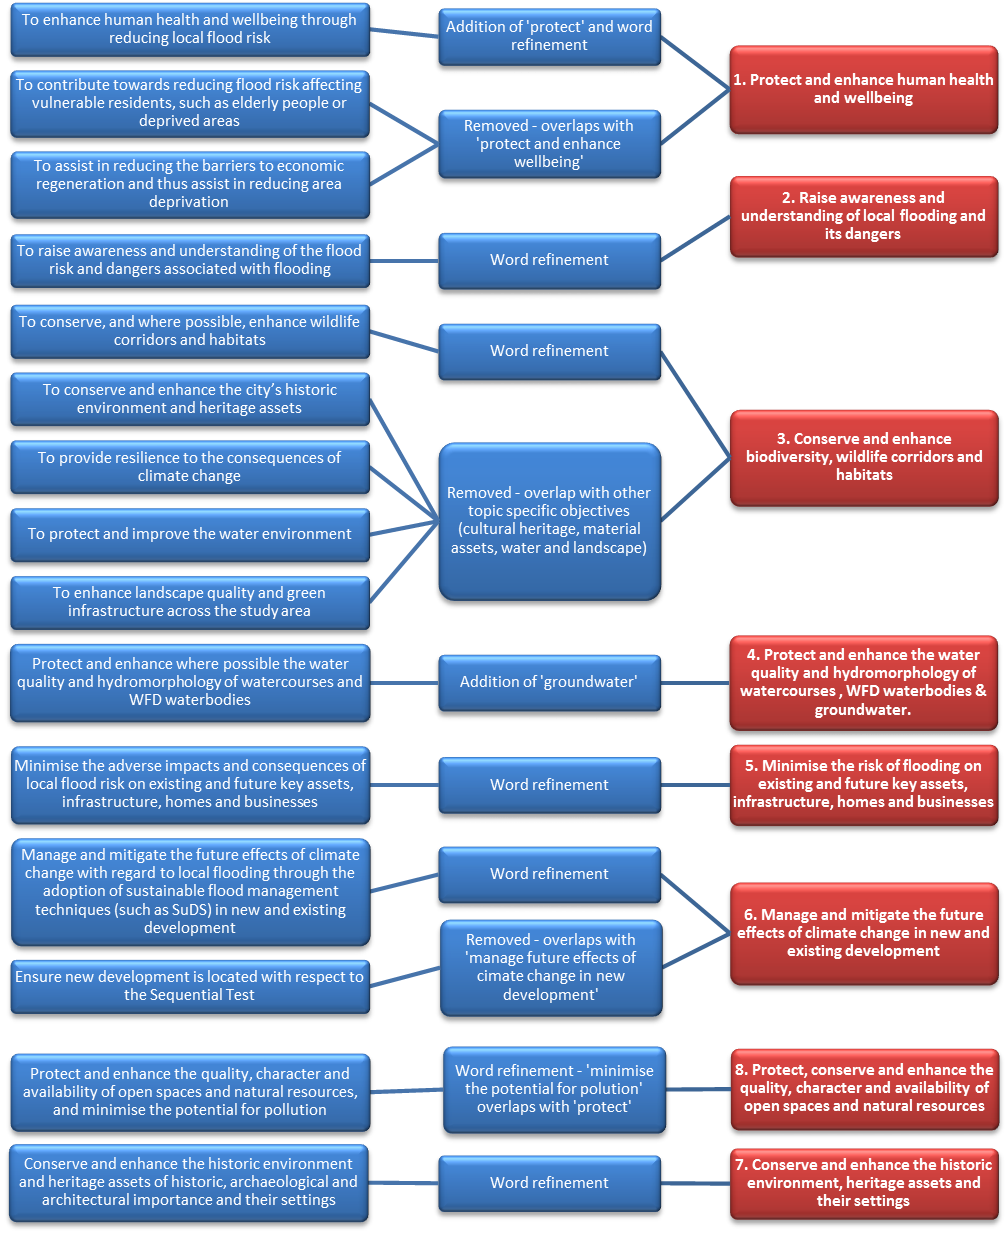 To enhance human health and wellbeing through
reducing local flood risk
Addition of 'protect' and word
refinement
1. Protect and enhance human health
and wellbeing
To contribute towards reducing flood risk affecting
vulnerable residents, such as elderly people or
deprived areas
Removed - overlaps with
'protect and enhance
wellbeing'
To assist in reducing the barriers to economic
regeneration and thus assist in reducing area
deprivation
2. Raise awareness and
understanding of local flooding and
its dangers
To raise awareness and understanding of the flood
risk and dangers associated with flooding
Word refinement
To conserve, and where possible, enhance wildlife
corridors and habitats
Word refinement
To conserve and enhance the city's historic
environment and heritage assets
3. Conserve and enhance
biodiversity, wildlife corridors and
habitats
To provide resilience to the consequences of
climate change
Removed - overlap with other
topic specific objectives
(cultural heritage, material
assets, water and landscape)
To protect and improve the water environment
To enhance landscape quality and green
infrastructure across the study area
Protect and enhance where possible the water
quality and hydromorphology of watercourses and
WFD waterbodies
Addition of 'groundwater'
4. Protect and enhance the water
quality and hydromorphology of
watercourses , WFD waterbodies &
groundwater.
Minimise the adverse impacts and consequences of
local flood risk on existing and future key assets,
infrastructure, homes and businesses
Word refinement
5. Minimise the risk of flooding on
existing and future key assets,
infrastructure, homes and businesses
Manage and mitigate the future effects of climate
change with regard to local flooding through the
adoption of sustainable flood management
techniques (such as SuDS) in new and existing
development
Word refinement
6. Manage and mitigate the future
effects of climate change in new and
existing development
Removed - overlaps with
'manage future effects of
cimate change in new
development'
Ensure new development is located with respect to
the Sequential Test
Protect and enhance the quality, character and
availability of open spaces and natural resources,
and minimise the potential for pollution
Word refinement - 'minimise
the potential for polution'
overlaps with 'protect'
8. Protect, conserve and enhance the
quality, character and availability of
open spaces and natural resources
Conserve and enhance the historic environment
and heritage assets of historic, archaeological and
architectural importance and their settings
Word refinement
7. Conserve and enhance the historic
environment, heritage assets and
their settings